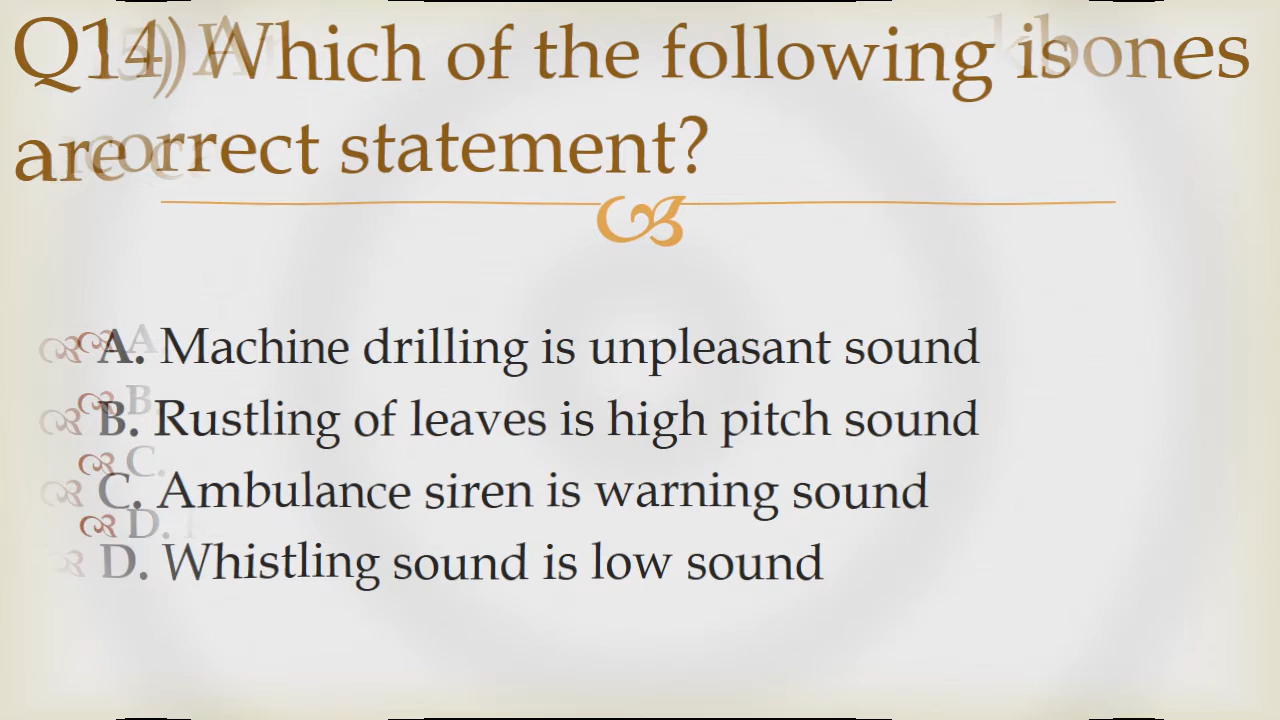 Q14) Which of the following is
correct statement?
A. Machine drilling is unpleasant sound
B. Rustling of leaves is high pitch sound
C. Ambulance siren is warning sound
D. Whistling sound is low sound